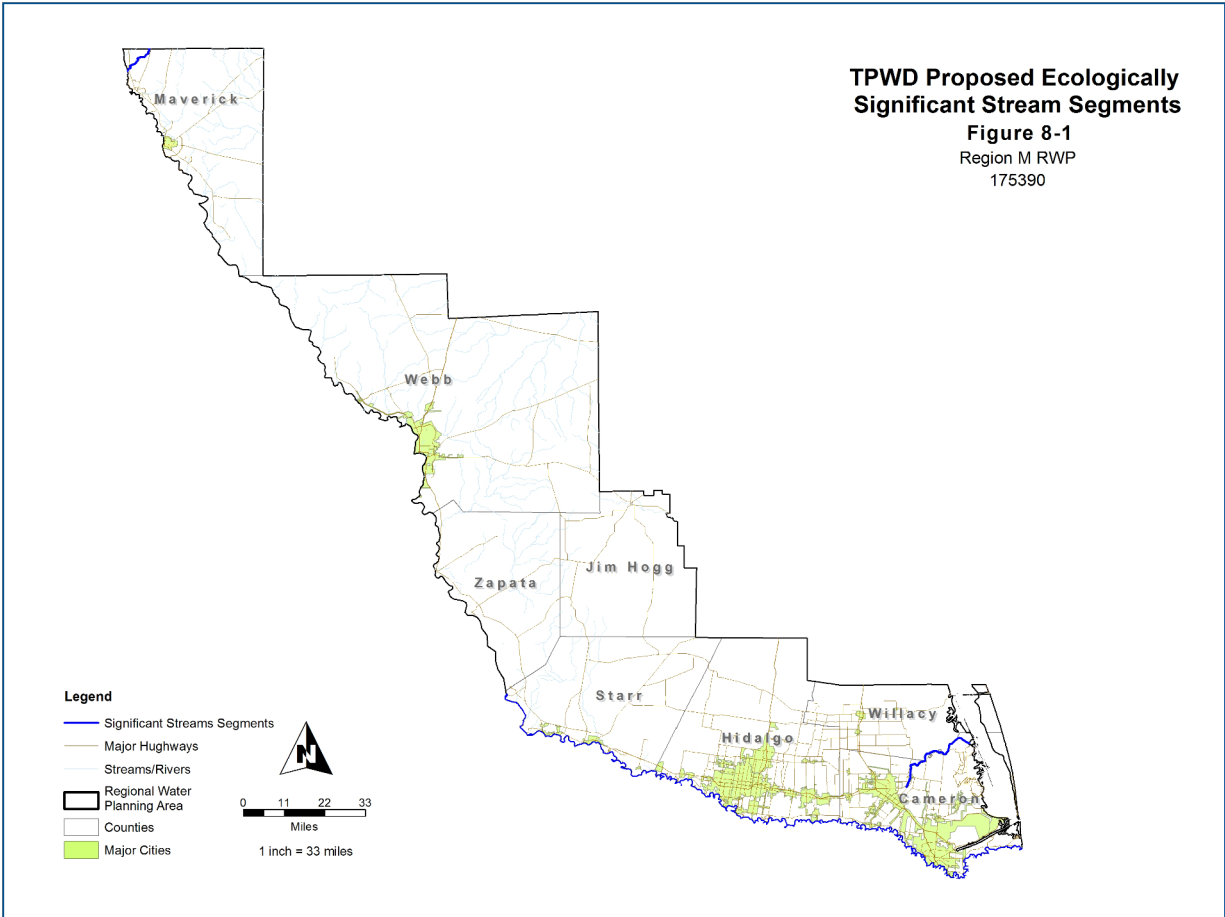 TPWD Proposed Ecologically
Significant Stream Segments
Figure 8-1
Region M RWP
175390
Maverick
Webb
Zapata
Jim Hogg
Starr
Hidalgo
Willacy
Cameron
Legend
Significant Streams Segments
Major Hughways
Streams/Rivers
Regional Water
Planning Area
Counties
Major Cities
N
0 11 22 33
Miles
1 inch = 33 miles